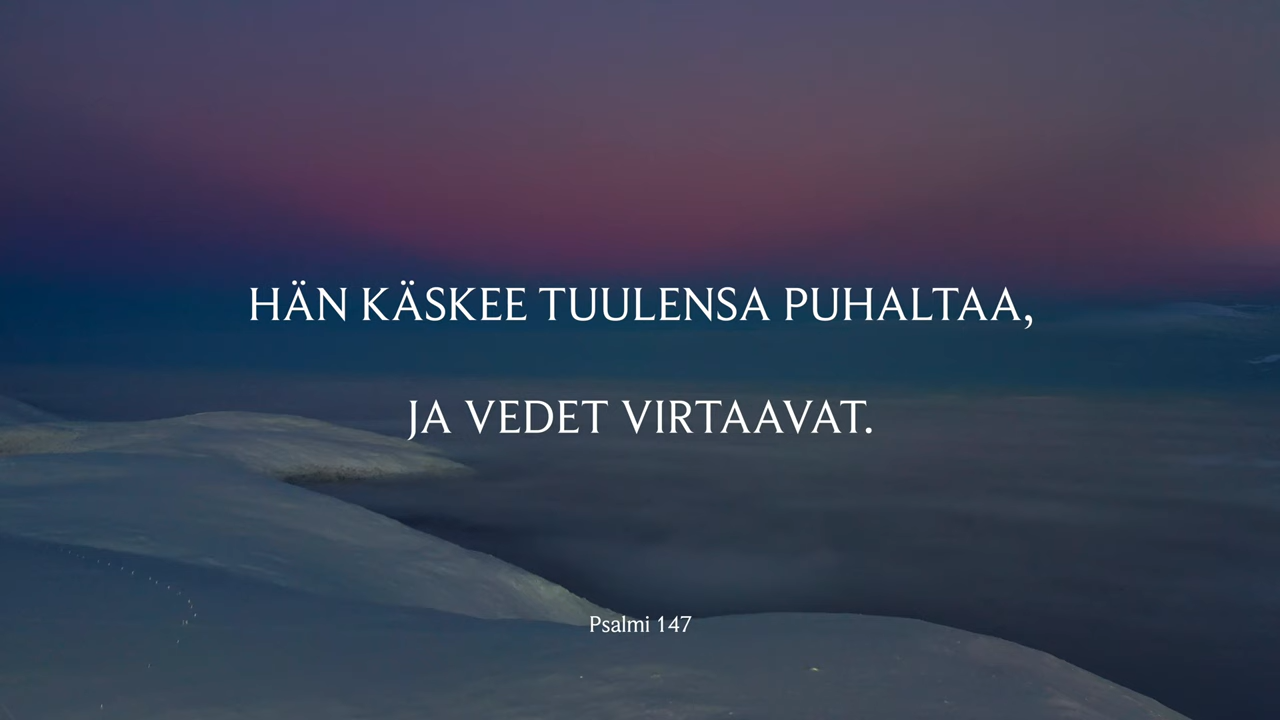 HÄN KÄSKEE TUULENSA PUHALTAA,
JA VEDET VIRTAAVAT.
Psalmi 147